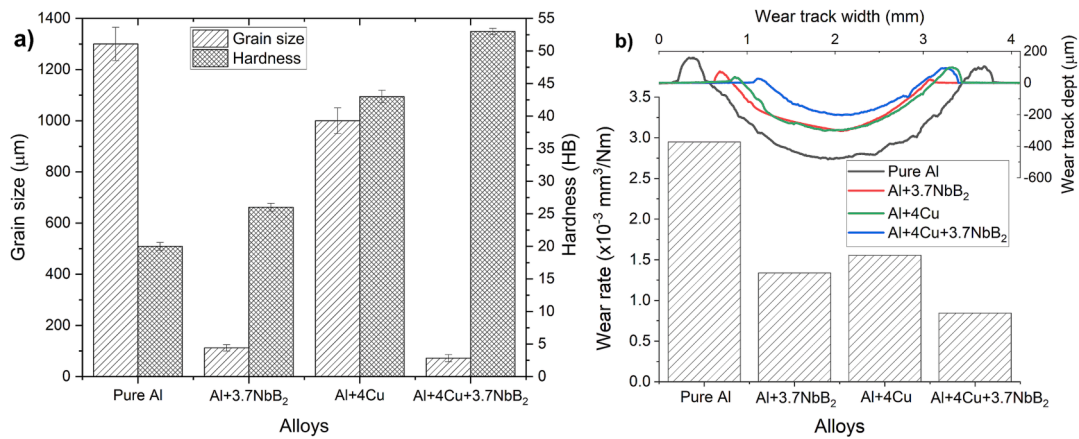 a)
Grain size
Hardness
1400
1200
1000
800
600
400
200
0
Grain size (μm)
55
50
45
40
35
30
25
20
15
10
5
0
Hardness (HB)
Pure Al
Al+3.7NbB₂
Al+4Cu
Al+4Cu+3.7NbB₂
Alloys
b)
Wear track width (mm)
0
1
2
3
4
200
0
-200
-400
-600
Wear track dept (μm)
3.5
3.0
2.5
2.0
1.5
1.0
0.5
0.0
Wear rate (x10⁻³ mm³/Nm)
Pure Al
Al+3.7NbB₂
Al+4Cu
Al+4Cu+3.7NbB₂
Pure Al
Al+3.7NbB₂
Al+4Cu
Al+4Cu+3.7NbB₂
Alloys